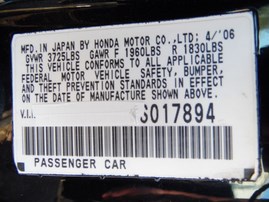 MFD. IN JAPAN BY HONDA MOTOR CO.,LTD: 4/'06
GVWR 3725LBS GAWR F 1960LBS R 1830LBS
THIS VEHICLE CONFORMS TO ALL APPLICABLE
FEDERAL MOTOR VEHICLE SAFETY, BUMPER,
AND THEFT PREVENTION STANDARDS IN EFFECT
ON THE DATE OF MANUFACTURE SHOWN ABOVE.
V.I. S017894
PASSENGER CAR